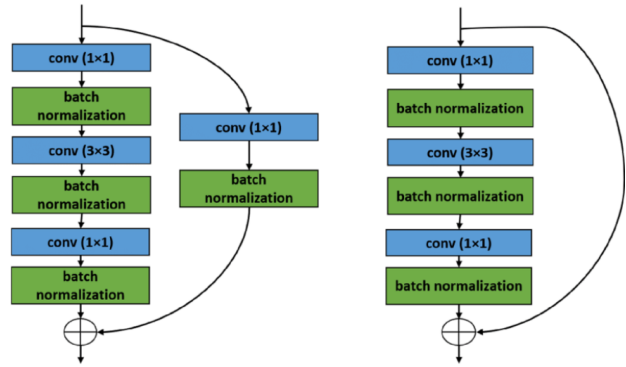 conv (1×1)
batch
normalization
conv (3×3)
batch
normalization
conv (1×1)
batch
normalization
conv (1×1)
batch
normalization
conv (1×1)
batch normalization
conv (3×3)
batch normalization
conv (1×1)
batch normalization